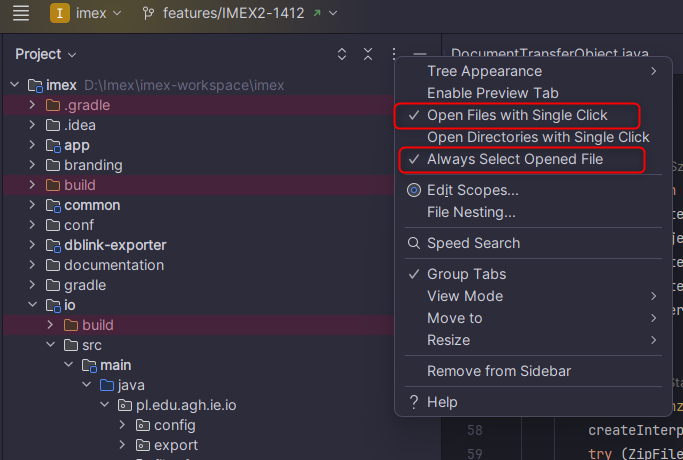 I imex features/IMEX2-1412
Project
DocumentTransferObject.java
imex D:\Imex\imex-workspace\imex
.gradle
.idea
app
branding
build
common
conf
dblink-exporter
documentation
gradle
io
build
src
main
java
pl.edu.agh.ie.io
config
export
Tree Appearance
Enable Preview Tab
Open Files with Single Click
Open Directories with Single Click
Always Select Opened File
Edit Scopes...
File Nesting...
Speed Search
Group Tabs
View Mode
Move to
Resize
Remove from Sidebar
? Help
58 createInterp
59 try (ZipFile